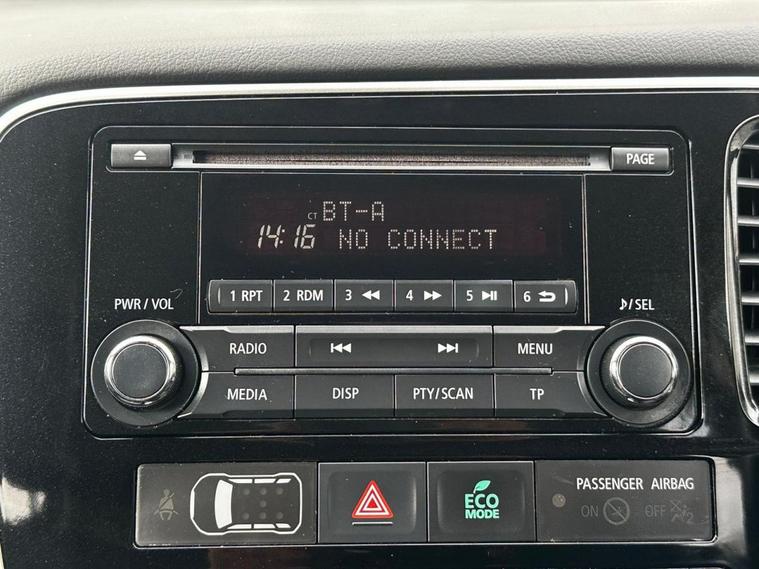 PAGE
CT BT-A
14:16 NO CONNECT
1 RPT 2 RDM 3 4 5 6
PWR / VOL
/SEL
RADIO MENU
MEDIA DISP PTY/SCAN TP
ECO
MODE
PASSENGER AIRBAG
ON OFF 2